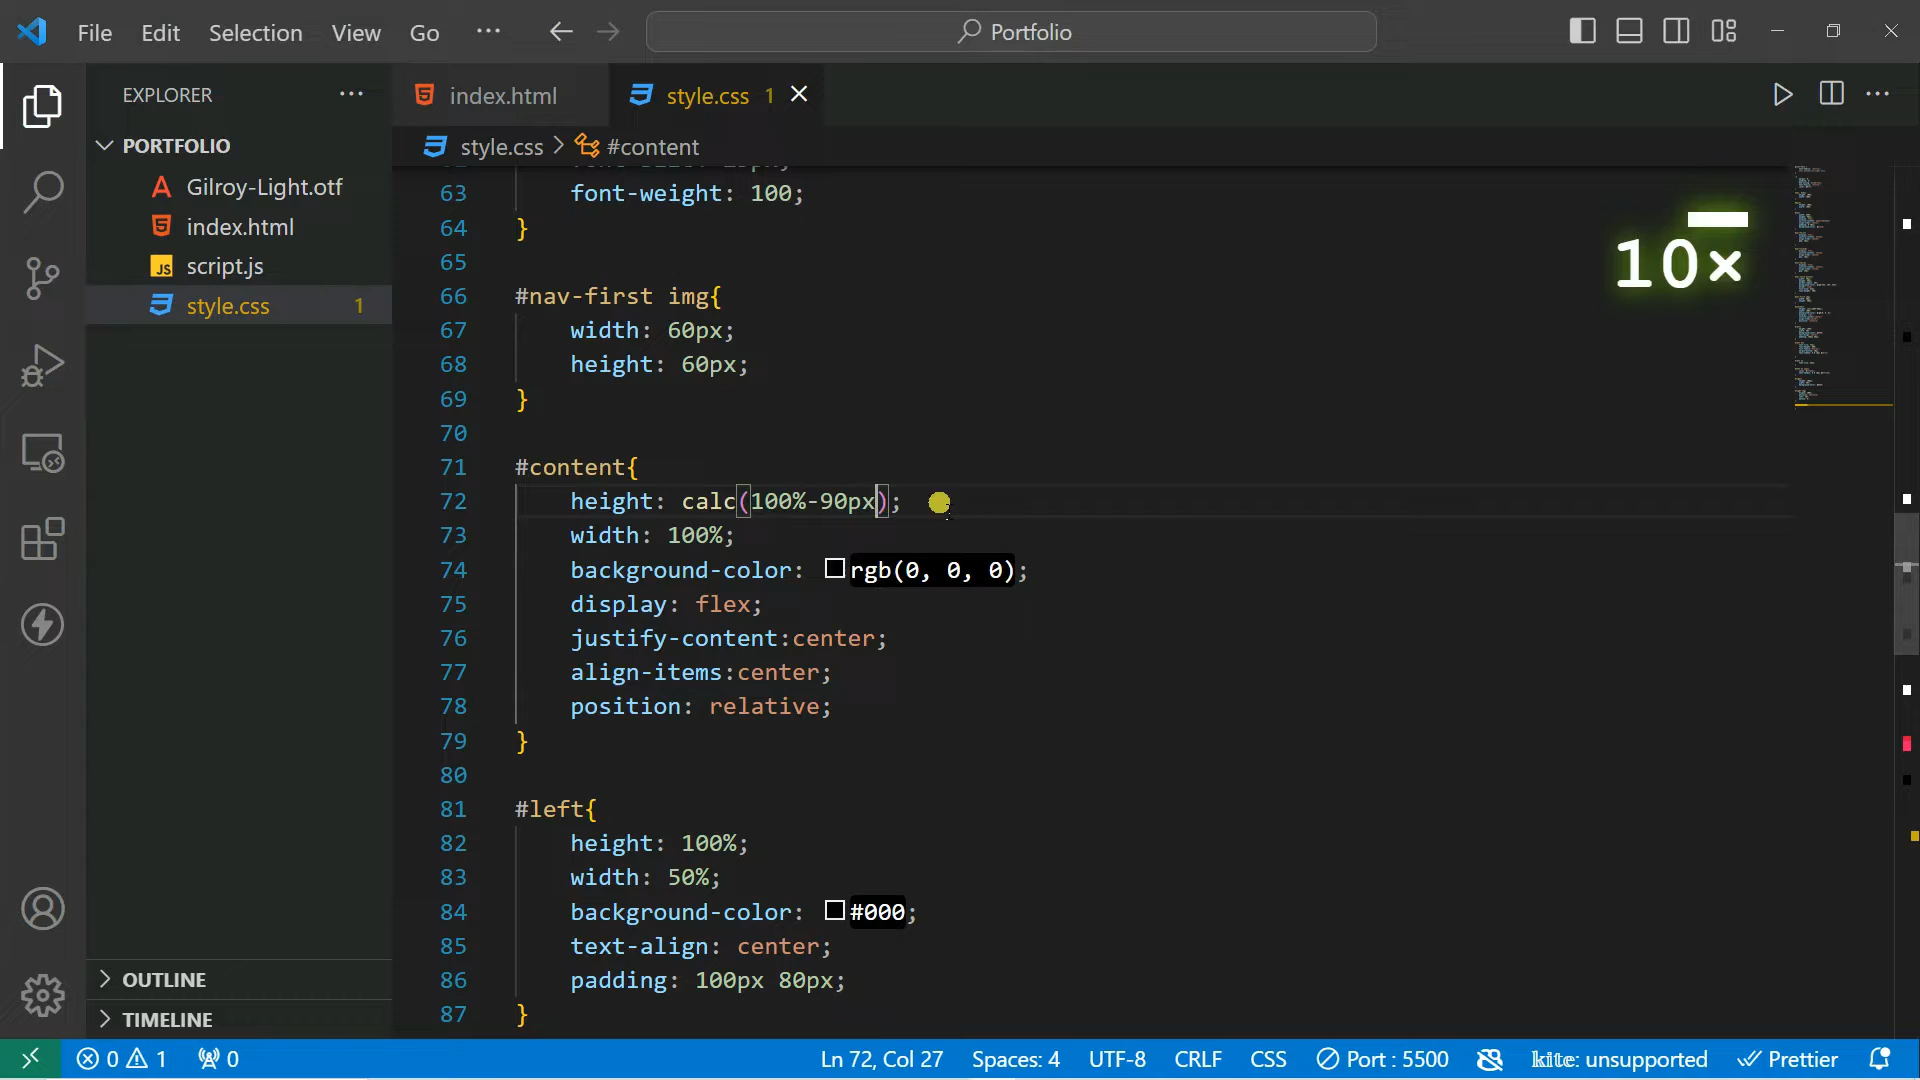 File Edit Selection View Go ··· Portfolio
EXPLORER ···
PORTFOLIO
Gilroy-Light.otf
index.html
script.js
style.css 1
OUTLINE
TIMELINE
index.html style.css 1
style.css > #content
63 font-weight: 100;
64 }
65
66 #nav-first img{
67 width: 60px;
68 height: 60px;
69 }
70
71 #content{
72 height: calc(100%-90px);
73 width: 100%;
74 background-color: rgb(0, 0, 0);
75 display: flex;
76 justify-content:center;
77 align-items:center;
78 position: relative;
79 }
80
81 #left{
82 height: 100%;
83 width: 50%;
84 background-color: #000;
85 text-align: center;
86 padding: 100px 80px;
87 }
10×
0 1 0 Ln 72, Col 27 Spaces: 4 UTF-8 CRLF CSS Port : 5500 kite: unsupported Prettier